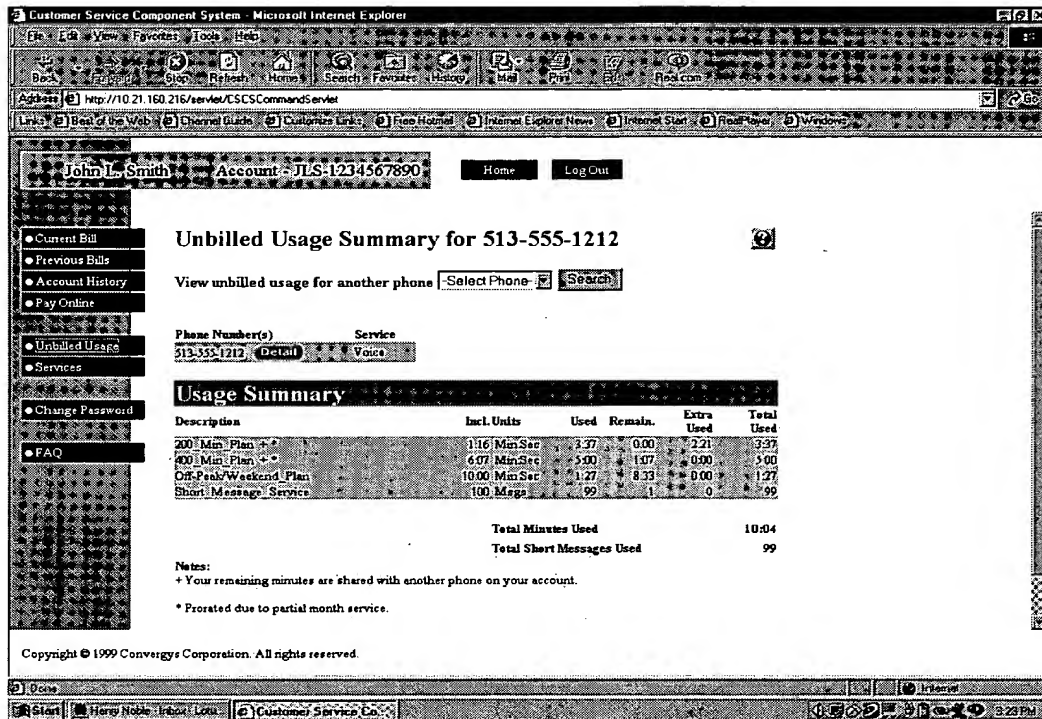 Customer Service Component System - Microsoft Internet Explorer
File Edit View Favorites Tools Help
Back Forward Stop Refresh Home Search Favorites History Mail Print Edit Real.com
Address http://10.21.160.216/servlet/CSCSCommandServlet Go
Links Best of the Web Channel Guide Customize Links Free Hotmail Internet Explorer News Internet Start RealPlayer Windows
John L. Smith Account - JLS-1234567890 Home Log Out
Current Bill
Previous Bills
Account History
Pay Online
Unbilled Usage
Services
Change Password
FAQ
Unbilled Usage Summary for 513-555-1212 ?
View unbilled usage for another phone -Select Phone- Search
Phone Number(s) Service
513-555-1212 Detail Voice
Usage Summary
Description Incl. Units Used Remain. Extra Used Total Used
200 Min Plan + * 1:16 Min:Sec 3:37 0:00 2:21 3:37
400 Min Plan + * 6:07 Min:Sec 5:00 1:07 0:00 5:00
Off-Peak/Weekend Plan 10:00 Min:Sec 1:27 8:33 0:00 1:27
Short Message Service 100 Msgs 99 1 0 99
Total Minutes Used 10:04
Total Short Messages Used 99
Notes:
+ Your remaining minutes are shared with another phone on your account.
* Prorated due to partial month service.
Copyright © 1999 Convergys Corporation. All rights reserved.
Done Internet
Start Harry Noble - Inbox - Lotu... Customer Service Co... 3:23 PM